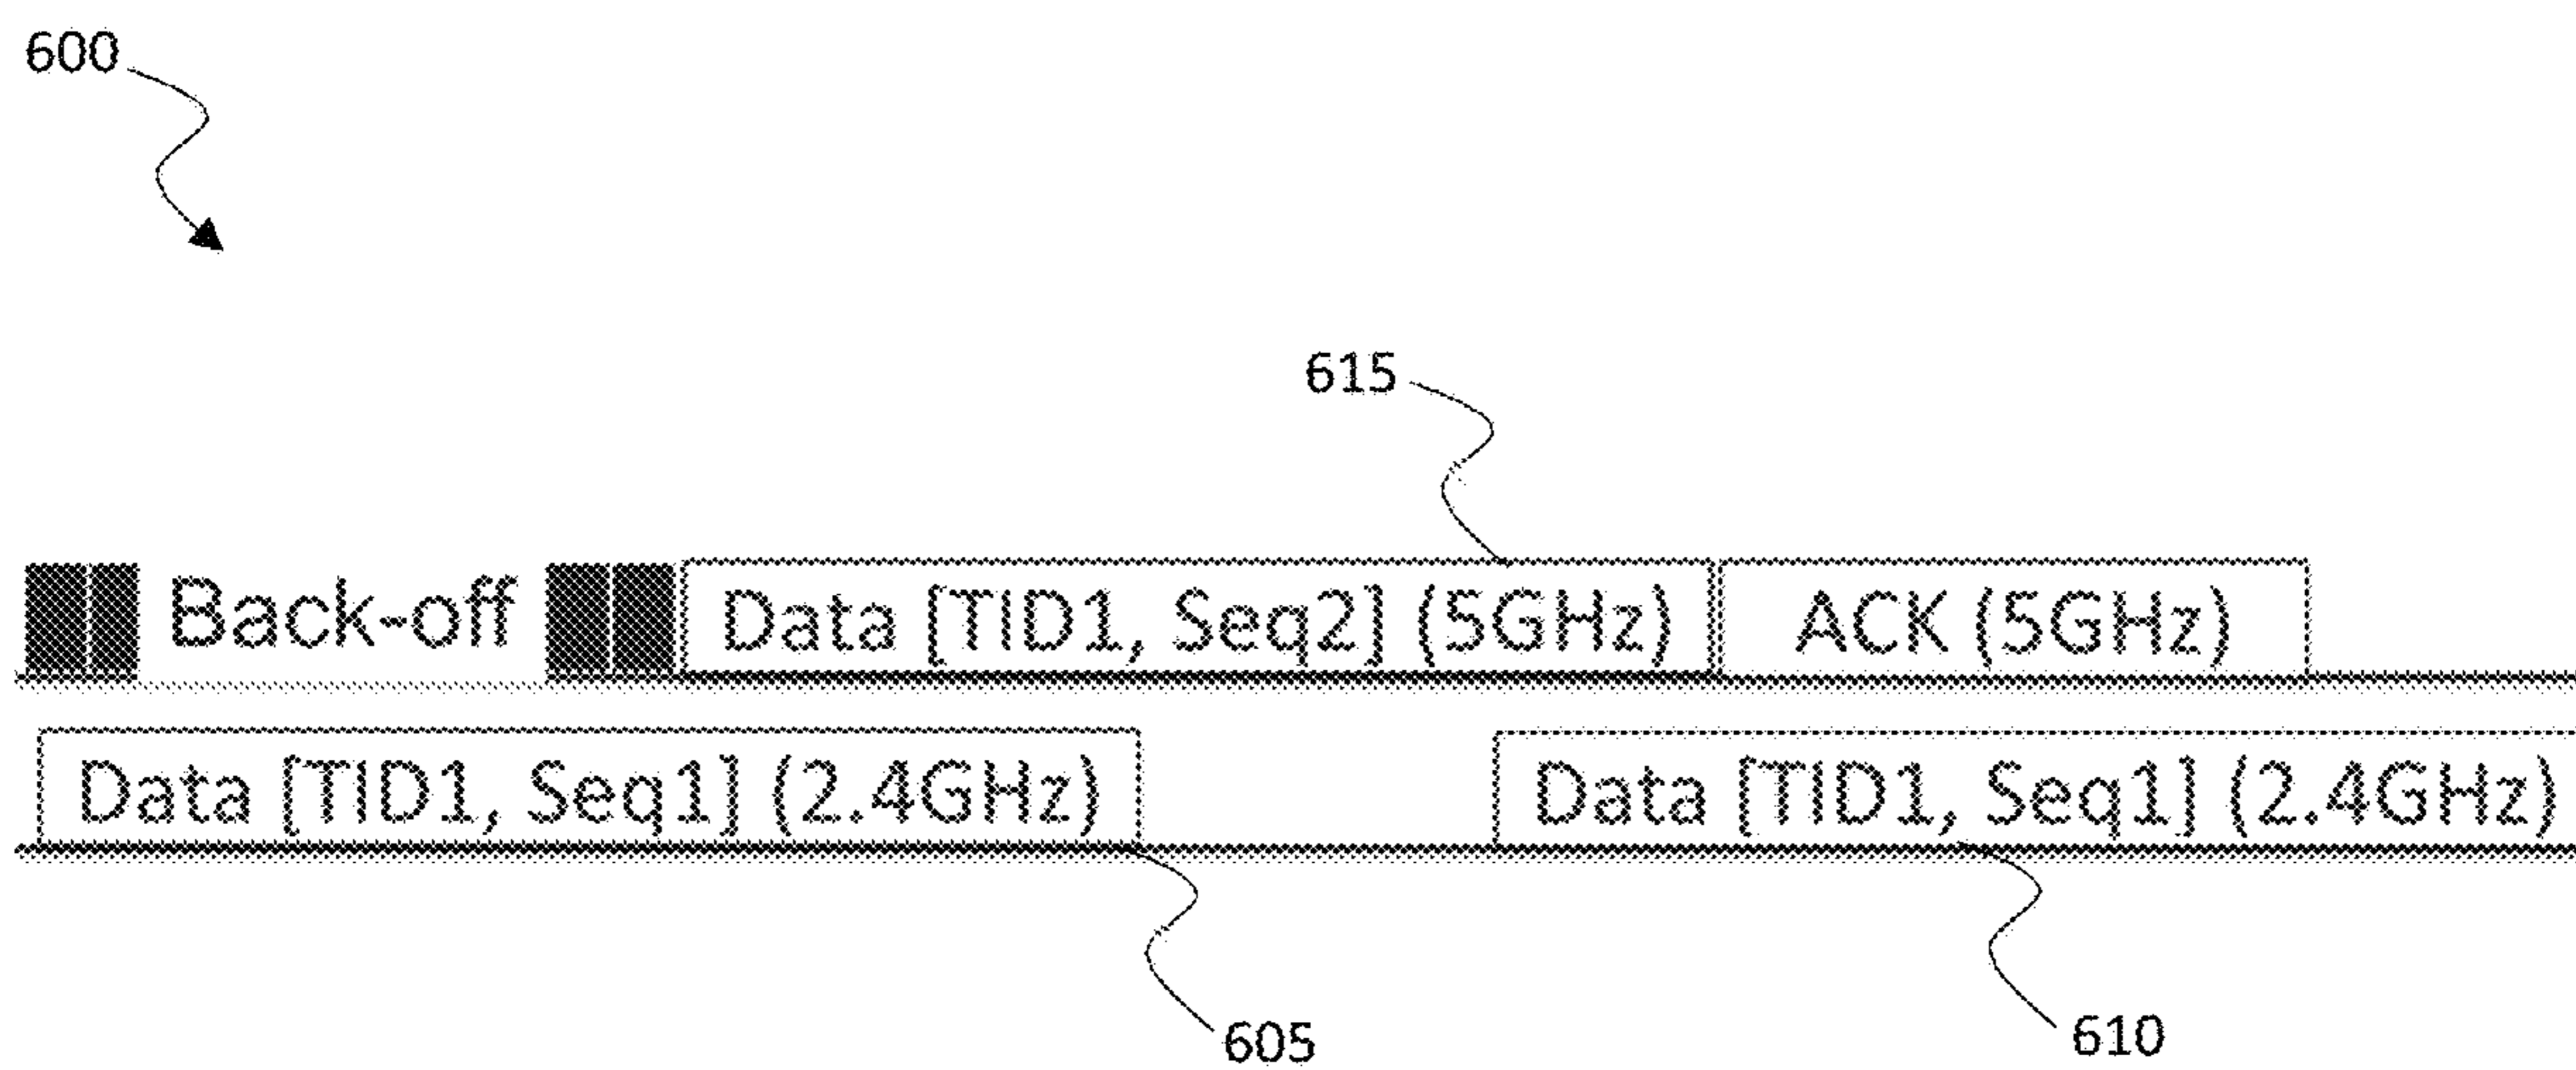 600
615
Back-off Data [TID1, Seq2] (5GHz) ACK (5GHz)
Data [TID1, Seq1] (2.4GHz) Data [TID1, Seq1] (2.4GHz)
605 610